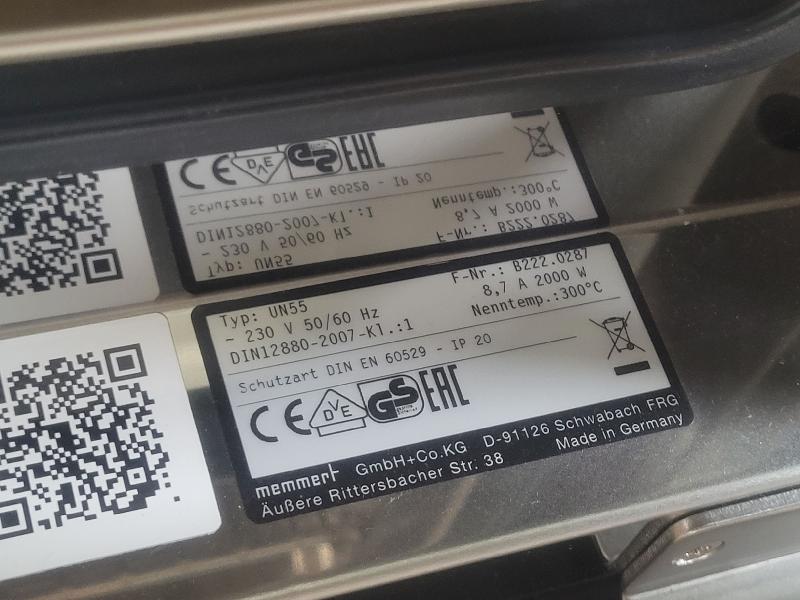 Typ: UN55 F-Nr.: B222.0287
~ 230 V 50/60 Hz 8,7 A 2000 W
DIN12880-2007-Kl.:1 Nenntemp.:300°C
Schutzart DIN EN 60529 - IP 20
CE DVE GS EAC
memmert GmbH+Co.KG D-91126 Schwabach FRG
Äußere Rittersbacher Str. 38 Made in Germany